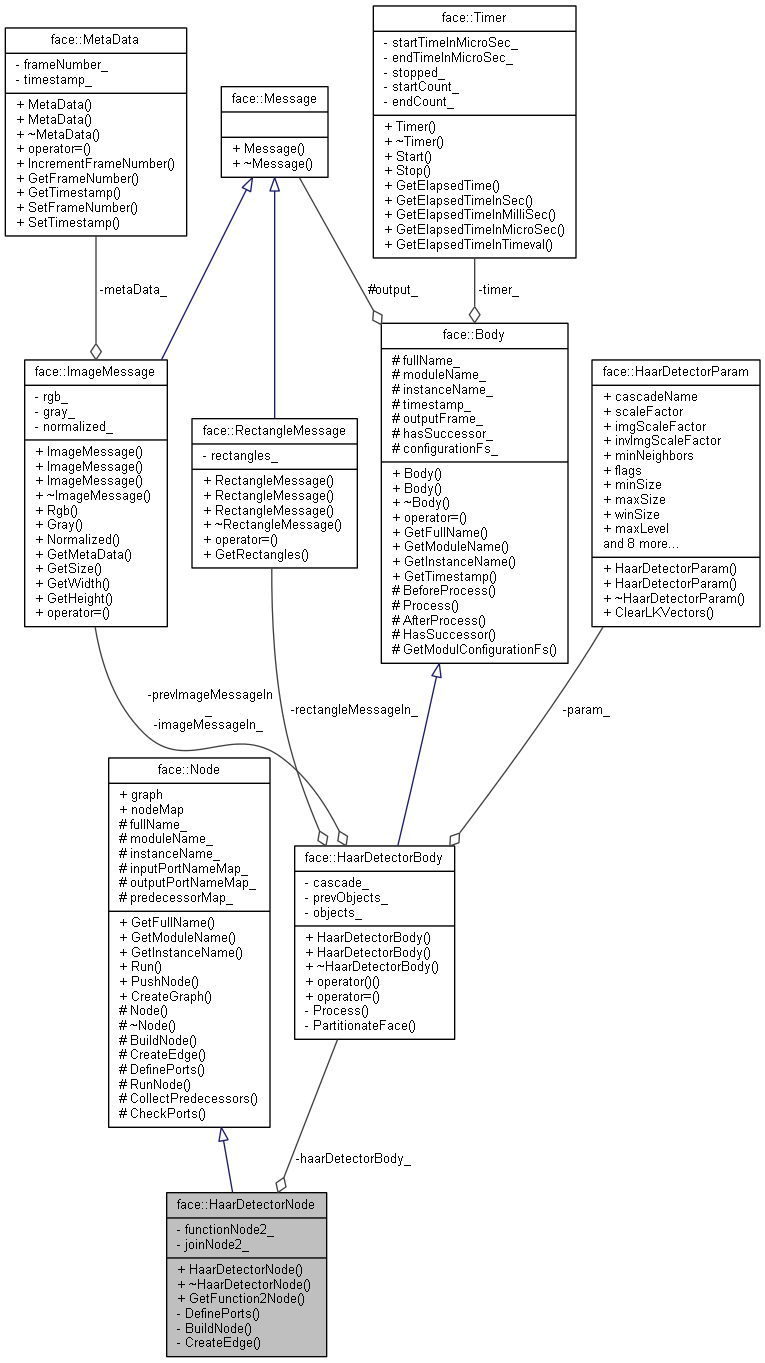 face::MetaData
- frameNumber_
- timestamp_
+ MetaData()
+ MetaData()
+ ~MetaData()
+ operator=()
+ IncrementFrameNumber()
+ GetFrameNumber()
+ GetTimestamp()
+ SetFrameNumber()
+ SetTimestamp()
face::Message
+ Message()
+ ~Message()
face::Timer
- startTimeInMicroSec_
- endTimeInMicroSec_
- stopped_
- startCount_
- endCount_
+ Timer()
+ ~Timer()
+ Start()
+ Stop()
+ GetElapsedTime()
+ GetElapsedTimeInSec()
+ GetElapsedTimeInMilliSec()
+ GetElapsedTimeInMicroSec()
+ GetElapsedTimeInTimeval()
-metaData_
#output_
-timer_
face::ImageMessage
- rgb_
- gray_
- normalized_
+ ImageMessage()
+ ImageMessage()
+ ImageMessage()
+ ~ImageMessage()
+ Rgb()
+ Gray()
+ Normalized()
+ GetMetaData()
+ GetSize()
+ GetWidth()
+ GetHeight()
+ operator=()
face::RectangleMessage
- rectangles_
+ RectangleMessage()
+ RectangleMessage()
+ RectangleMessage()
+ ~RectangleMessage()
+ operator=()
+ GetRectangles()
face::Body
# fullName_
# moduleName_
# instanceName_
# timestamp_
# outputFrame_
# hasSuccessor_
# configurationFs_
+ Body()
+ Body()
+ ~Body()
+ operator=()
+ GetFullName()
+ GetModuleName()
+ GetInstanceName()
+ GetTimestamp()
# BeforeProcess()
# Process()
# AfterProcess()
# HasSuccessor()
# GetModulConfigurationFs()
face::HaarDetectorParam
+ cascadeName
+ scaleFactor
+ imgScaleFactor
+ invImgScaleFactor
+ minNeighbors
+ flags
+ minSize
+ maxSize
+ winSize
+ maxLevel
and 8 more...
+ HaarDetectorParam()
+ HaarDetectorParam()
+ ~HaarDetectorParam()
+ ClearLKVectors()
-prevImageMessageIn
_
-imageMessageIn_
-rectangleMessageIn_
-param_
face::Node
+ graph
+ nodeMap
# fullName_
# moduleName_
# instanceName_
# inputPortNameMap_
# outputPortNameMap_
# predecessorMap_
+ GetFullName()
+ GetModuleName()
+ GetInstanceName()
+ Run()
+ PushNode()
+ CreateGraph()
# Node()
# ~Node()
# BuildNode()
# CreateEdge()
# DefinePorts()
# RunNode()
# CollectPredecessors()
# CheckPorts()
face::HaarDetectorBody
- cascade_
- prevObjects_
- objects_
+ HaarDetectorBody()
+ HaarDetectorBody()
+ ~HaarDetectorBody()
+ operator()()
+ operator=()
- Process()
- PartitionateFace()
-haarDetectorBody_
face::HaarDetectorNode
- functionNode2_
- joinNode2_
+ HaarDetectorNode()
+ ~HaarDetectorNode()
+ GetFunction2Node()
- DefinePorts()
- BuildNode()
- CreateEdge()